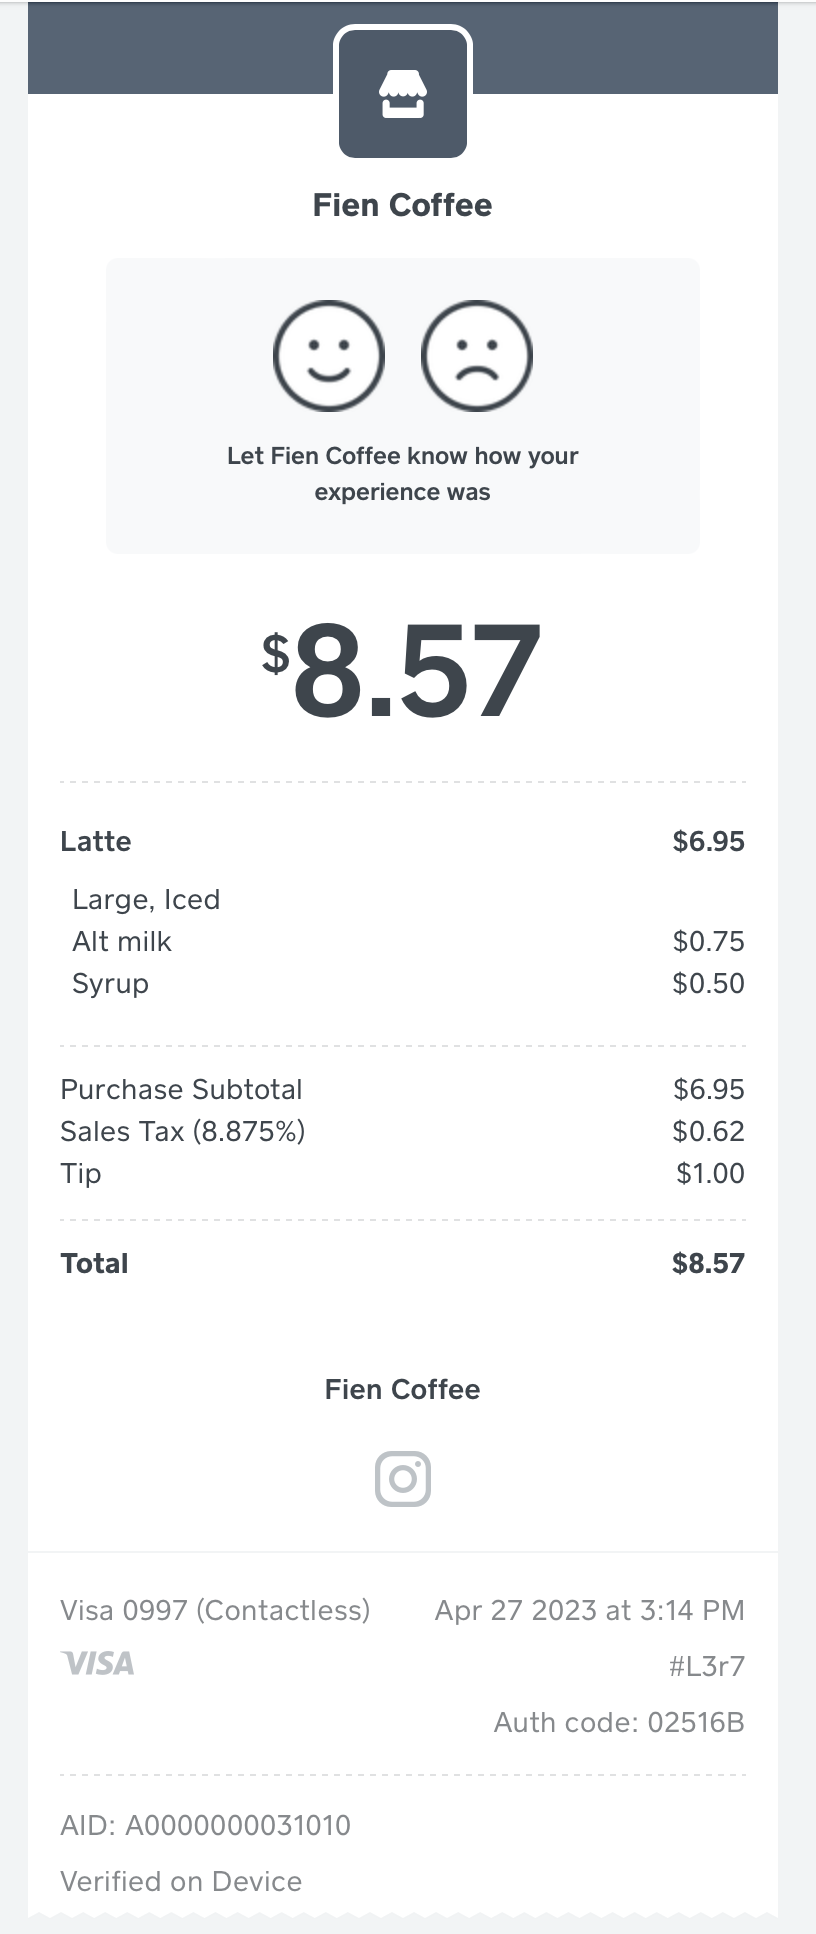 Fien Coffee
Let Fien Coffee know how your
experience was
$8.57
Latte $6.95
Large, Iced
Alt milk $0.75
Syrup $0.50
Purchase Subtotal $6.95
Sales Tax (8.875%) $0.62
Tip $1.00
Total $8.57
Fien Coffee
Visa 0997 (Contactless) Apr 27 2023 at 3:14 PM
VISA #L3r7
Auth code: 02516B
AID: A0000000031010
Verified on Device